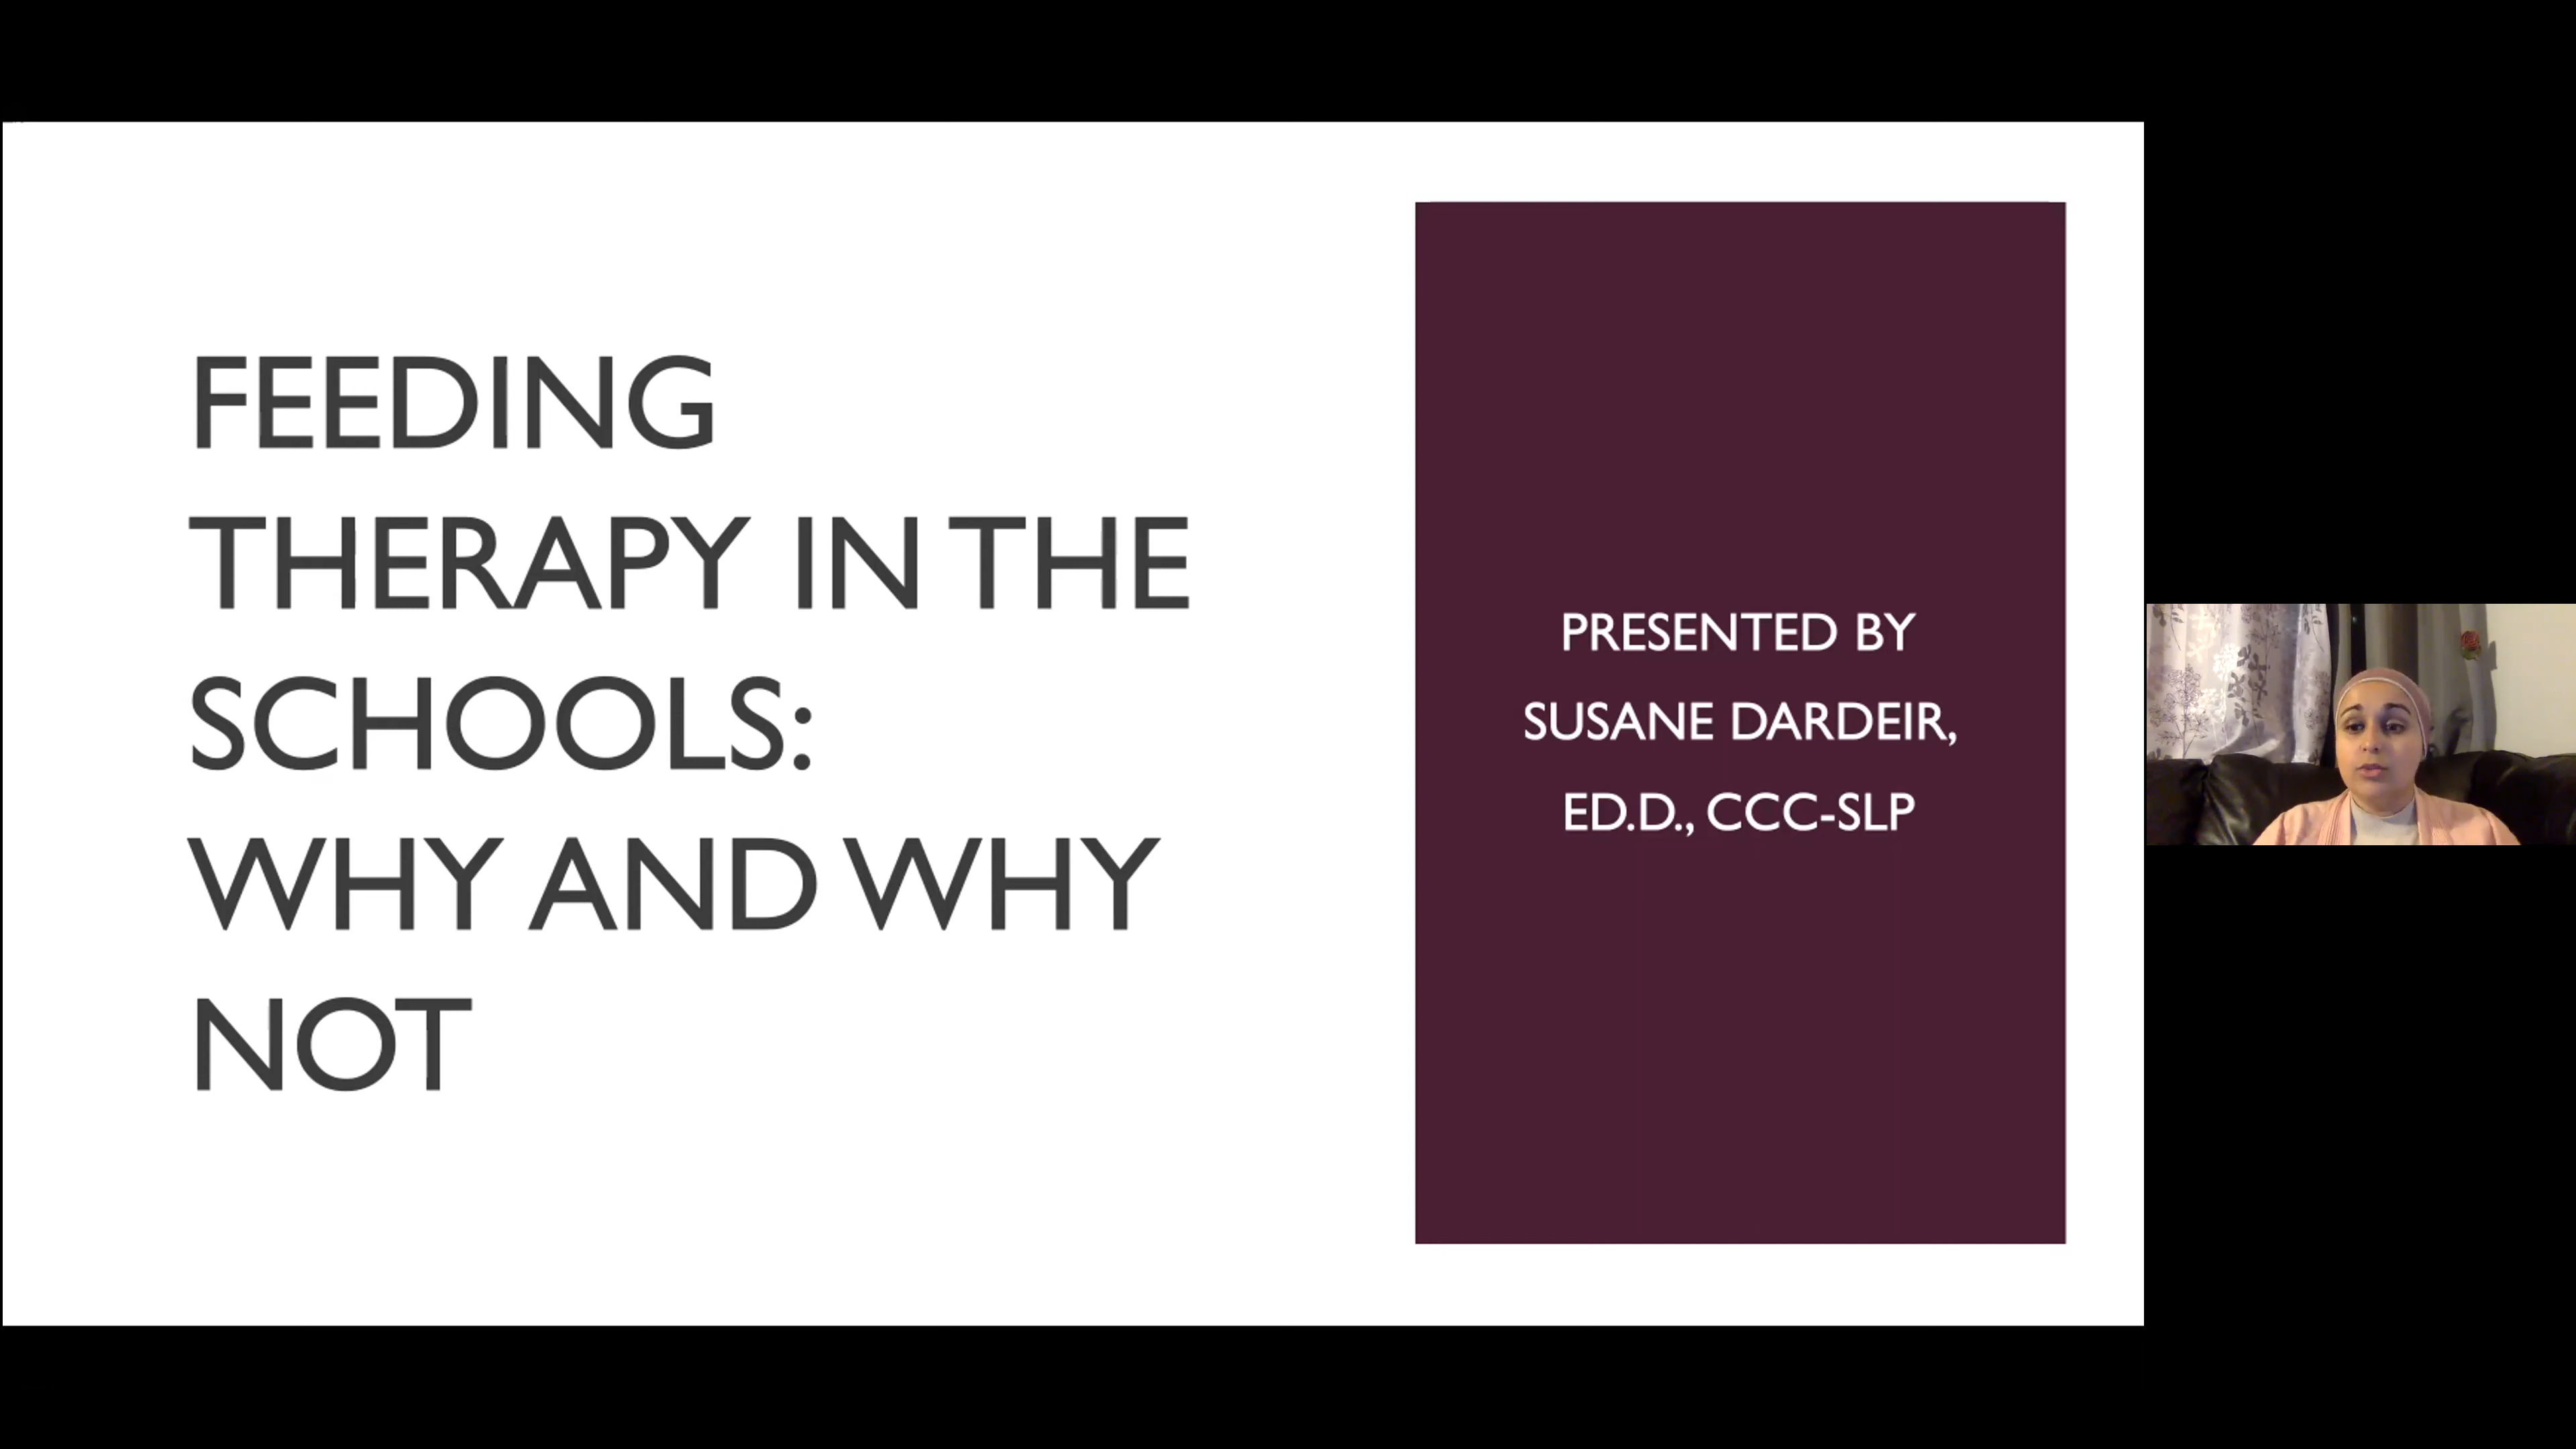 FEEDING
THERAPY IN THE
SCHOOLS:
WHY AND WHY
NOT
PRESENTED BY
SUSANE DARDEIR,
ED.D., CCC-SLP